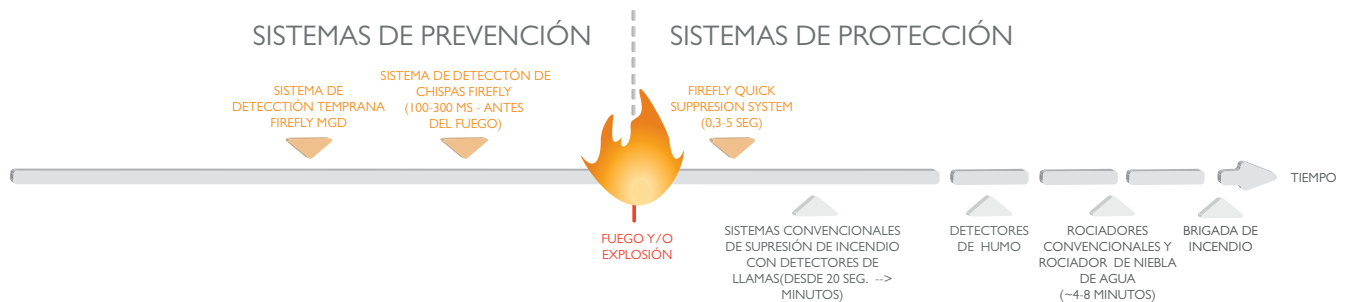 SISTEMAS DE PREVENCIÓN
SISTEMAS DE PROTECCIÓN
SISTEMA DE
DETECCTIÓN TEMPRANA
FIREFLY MGD
SISTEMA DE DETECCTÓN DE
CHISPAS FIREFLY
(100-300 MS - ANTES
DEL FUEGO)
FIREFLY QUICK
SUPPRESION SYSTEM
(0,3-5 SEG)
TIEMPO
FUEGO Y/O
EXPLOSIÓN
SISTEMAS CONVENCIONALES
DE SUPRESIÓN DE INCENDIO
CON DETECTORES DE
LLAMAS(DESDE 20 SEG. -->
MINUTOS)
DETECTORES
DE HUMO
ROCIADORES
CONVENCIONALES Y
ROCIADOR DE NIEBLA
DE AGUA
(~4-8 MINUTOS)
BRIGADA DE
INCENDIO